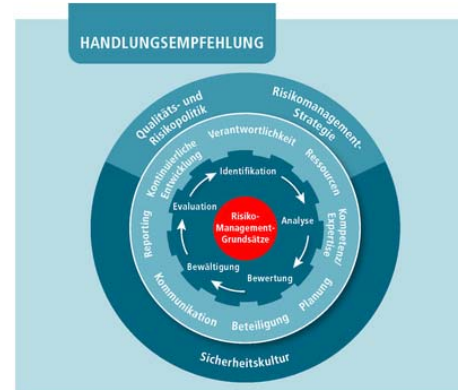 HANDLUNGSEMPFEHLUNG
Qualitäts- und
Risikopolitik
Risikomanagement-
Strategie
Verantwortlichkeit
Ressourcen
Kompetenz/
Expertise
Planung
Beteiligung
Kommunikation
Reporting
Kontinuierliche
Entwicklung
Identifikation
Analyse
Bewertung
Bewältigung
Evaluation
Risiko-
Management-
Grundsätze
Sicherheitskultur